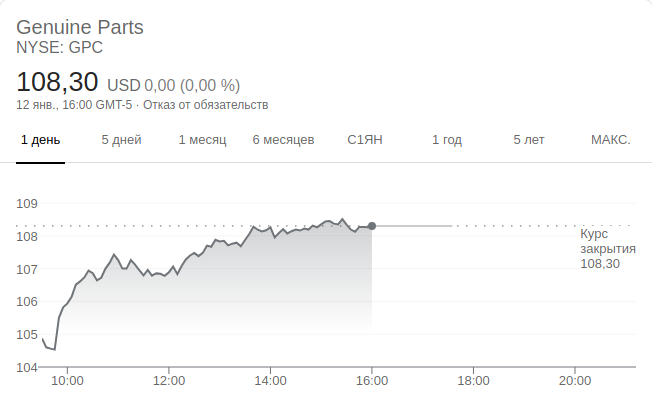 Genuine Parts
NYSE: GPC
108,30 USD 0,00 (0,00 %)
12 янв., 16:00 GMT-5 · Отказ от обязательств
1 день 5 дней 1 месяц 6 месяцев С1ЯН 1 год 5 лет МАКС.
109
108
107
106
105
104
Курс
закрытия
108,30
10:00 12:00 14:00 16:00 18:00 20:00